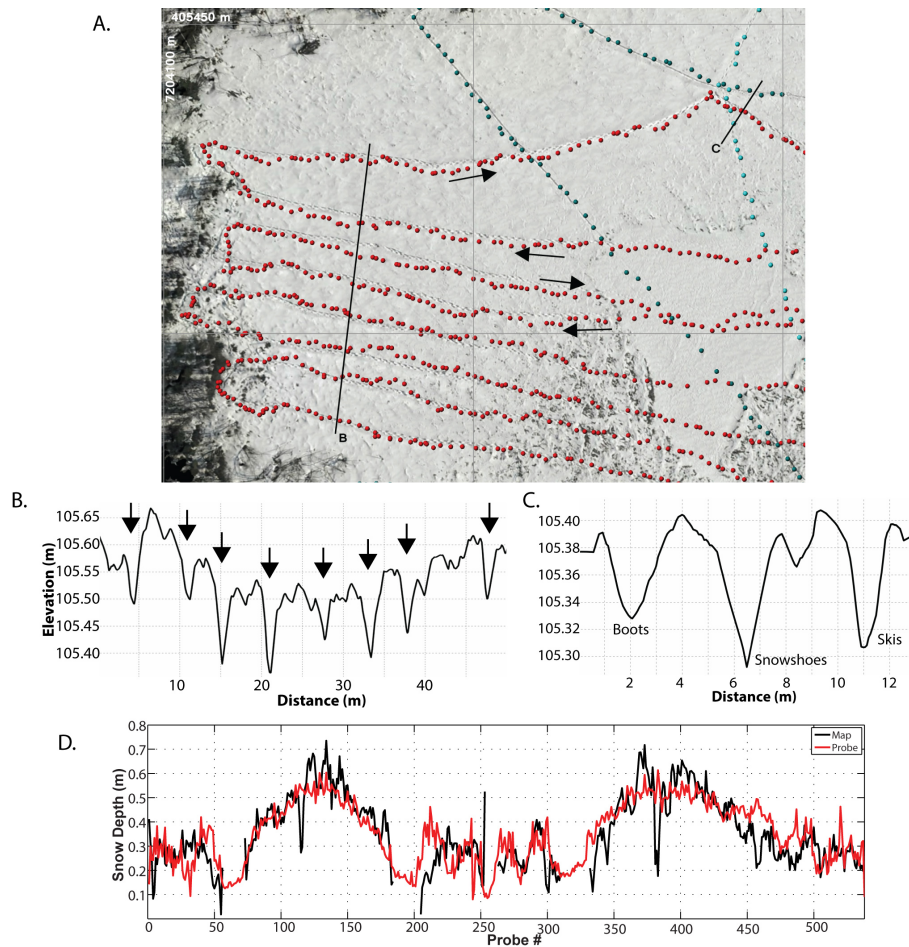 A.
405450 m
7204100 m
C
B
B.
Elevation (m)
105.65
105.60
105.55
105.50
105.45
105.40
10 20 30 40
Distance (m)
C.
105.40
105.38
105.36
105.34
105.32
105.30
Boots
Snowshoes
Skis
2 4 6 8 10 12
Distance (m)
D.
Snow Depth (m)
0.8
0.7
0.6
0.5
0.4
0.3
0.2
0.1
Map
Probe
0 50 100 150 200 250 300 350 400 450 500
Probe #